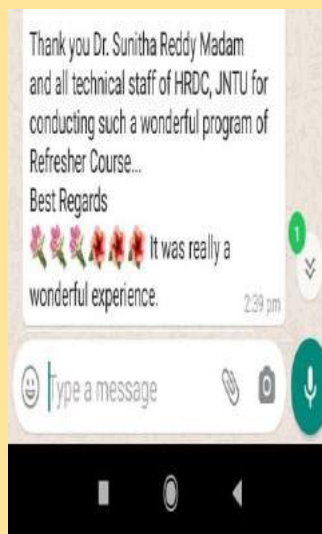 Thank you Dr. Sunitha Reddy Madam
and all technical staff of HRDC, JNTU for
conducting such a wonderful program of
Refresher Course...
Best Regards
💐💐💐🌺🌺🌺 It was really a
wonderful experience.
2:39 pm
1
Type a message